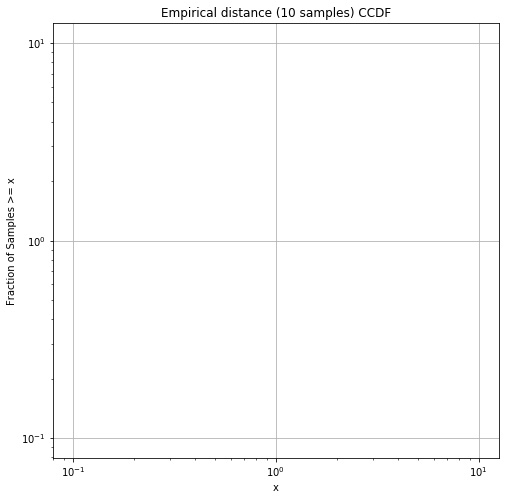 Empirical distance (10 samples) CCDF
10¹
10⁰
10⁻¹
Fraction of Samples >= x
10⁻¹ 10⁰ 10¹
x